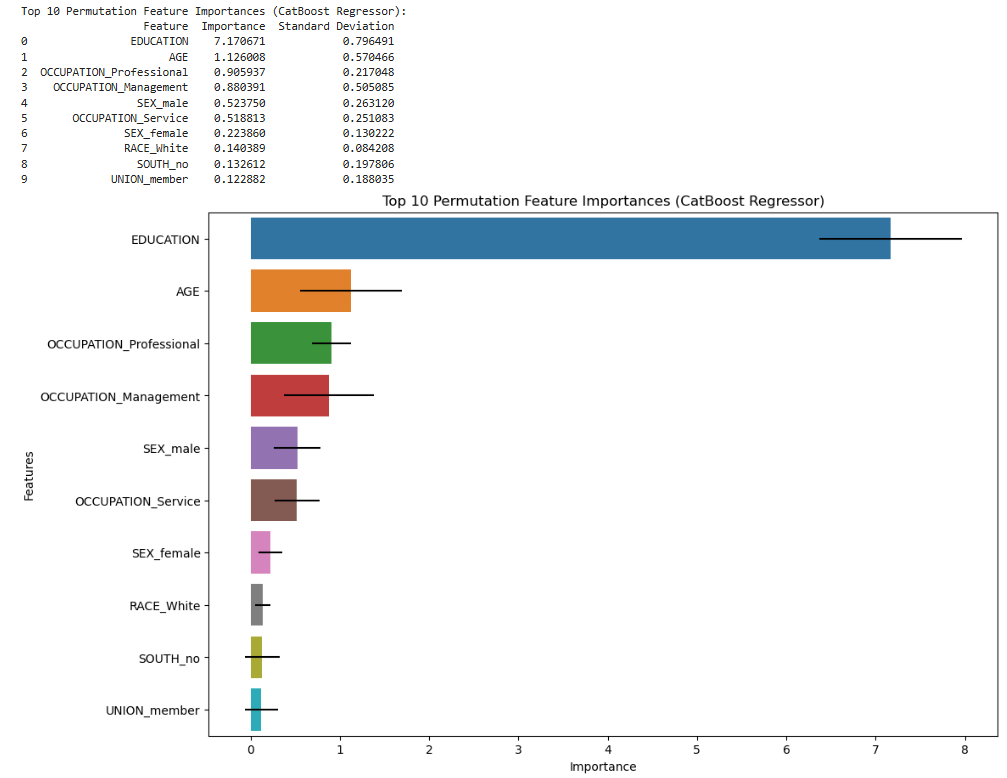 Top 10 Permutation Feature Importances (CatBoost Regressor):
Feature Importance Standard Deviation
0 EDUCATION 7.170671 0.796491
1 AGE 1.126008 0.570466
2 OCCUPATION_Professional 0.905937 0.217048
3 OCCUPATION_Management 0.880391 0.505085
4 SEX_male 0.523750 0.263120
5 OCCUPATION_Service 0.518813 0.251083
6 SEX_female 0.223860 0.130222
7 RACE_White 0.140389 0.084208
8 SOUTH_no 0.132612 0.197806
9 UNION_member 0.122882 0.188035
Top 10 Permutation Feature Importances (CatBoost Regressor)
Features
EDUCATION
AGE
OCCUPATION_Professional
OCCUPATION_Management
SEX_male
OCCUPATION_Service
SEX_female
RACE_White
SOUTH_no
UNION_member
0 1 2 3 4 5 6 7 8
Importance